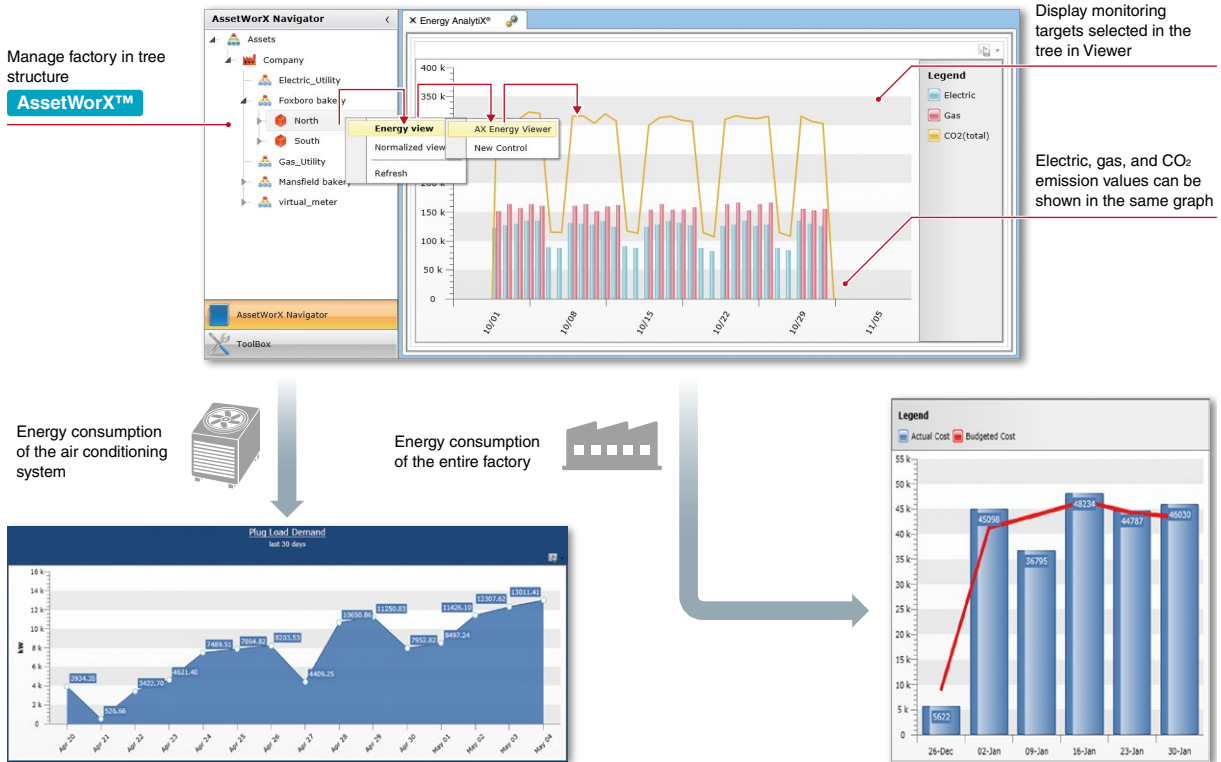 Manage factory in tree
structure
AssetWorX™
AssetWorX Navigator
Assets
Company
Electric_Utility
Foxboro bakery
North
South
Gas_Utility
Mansfield bakery
virtual_meter
AssetWorX Navigator
ToolBox
Energy view
Normalized view
Refresh
AX Energy Viewer
New Control
× Energy AnalytiX®
400 k
350 k
200 k
150 k
100 k
50 k
0
10/01
10/08
10/15
10/22
10/29
11/05
Legend
Electric
Gas
CO2(total)
Display monitoring
targets selected in the
tree in Viewer
Electric, gas, and CO₂
emission values can be
shown in the same graph
Energy consumption
of the air conditioning
system
Energy consumption
of the entire factory
Plug Load Demand
last 30 days
kW
16 k
14 k
12 k
10 k
8 k
6 k
4 k
2 k
0
3934.35
526.66
3422.70
4621.40
7489.51
7864.82
8203.53
4409.25
10650.86
11250.83
7952.82
8497.24
11426.10
12307.62
13011.41
Apr 20
Apr 21
Apr 22
Apr 23
Apr 24
Apr 25
Apr 26
Apr 27
Apr 28
Apr 29
Apr 30
May 01
May 02
May 03
May 04
Legend
Actual Cost
Budgeted Cost
55 k
50 k
45 k
40 k
35 k
30 k
25 k
20 k
15 k
10 k
5 k
0
5622
45098
36795
48234
44787
46030
26-Dec
02-Jan
09-Jan
16-Jan
23-Jan
30-Jan